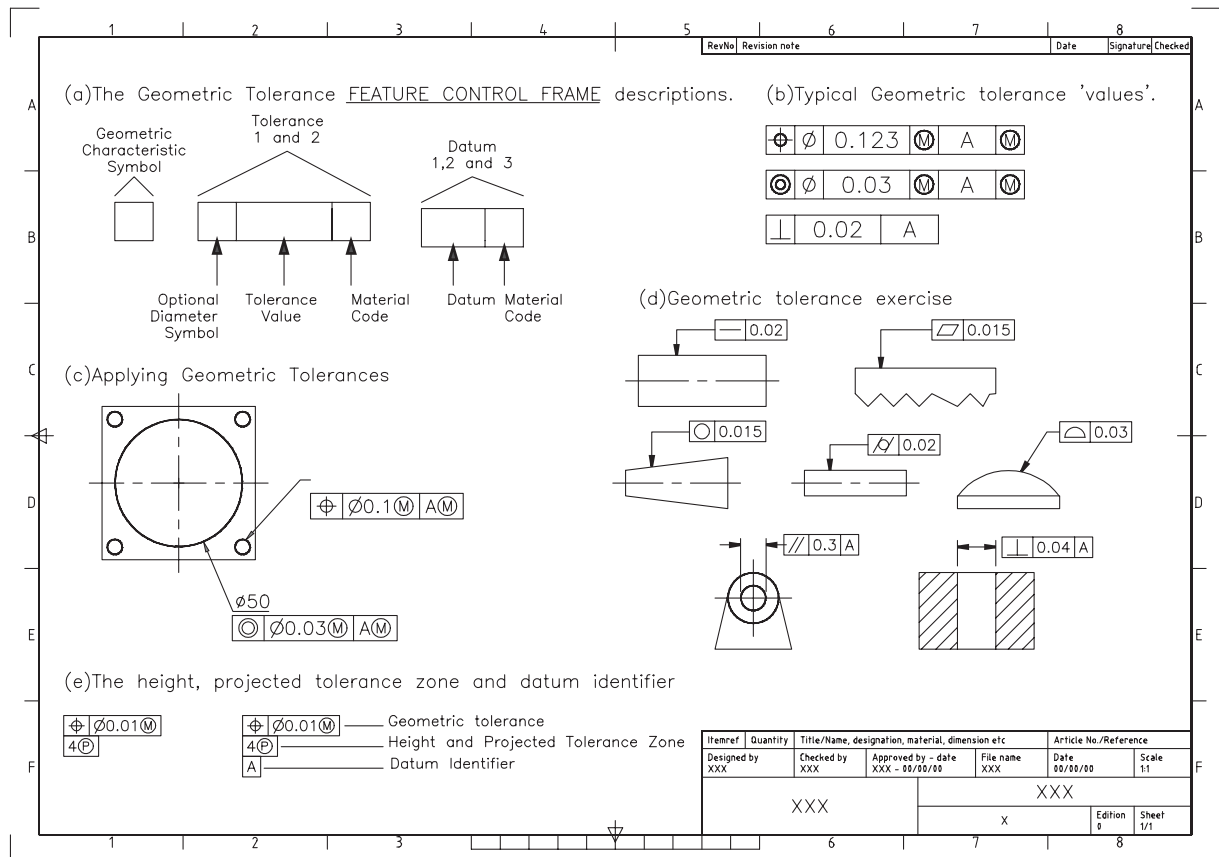 1 2 3 4 5 6 7 8
RevNo Revision note Date Signature Checked
A A
(a)The Geometric Tolerance FEATURE CONTROL FRAME descriptions.
Geometric
Characteristic
Symbol
Tolerance
1 and 2
Datum
1,2 and 3
Optional
Diameter
Symbol
Tolerance
Value
Material
Code
Datum Material
Code
(b)Typical Geometric tolerance 'values'.
⌖ Ø 0.123 Ⓜ A Ⓜ
◎ Ø 0.03 Ⓜ A Ⓜ
⊥ 0.02 A
B B
(c)Applying Geometric Tolerances
⌖ Ø0.1Ⓜ AⓂ
ø50
◎ Ø0.03Ⓜ AⓂ
C C
(d)Geometric tolerance exercise
— 0.02
▱ 0.015
○ 0.015
⌭ 0.02
⌓ 0.03
// 0.3 A
⊥ 0.04 A
D D
E E
(e)The height, projected tolerance zone and datum identifier
⌖ Ø0.01Ⓜ
4Ⓟ
⌖ Ø0.01Ⓜ Geometric tolerance
4Ⓟ Height and Projected Tolerance Zone
A Datum Identifier
F F
Itemref Quantity Title/Name, designation, material, dimension etc Article No./Reference
Designed by Checked by Approved by - date File name Date Scale
XXX XXX XXX - 00/00/00 XXX 00/00/00 1:1
XXX XXX
X Edition Sheet
0 1/1
1 2 3 4 6 7 8